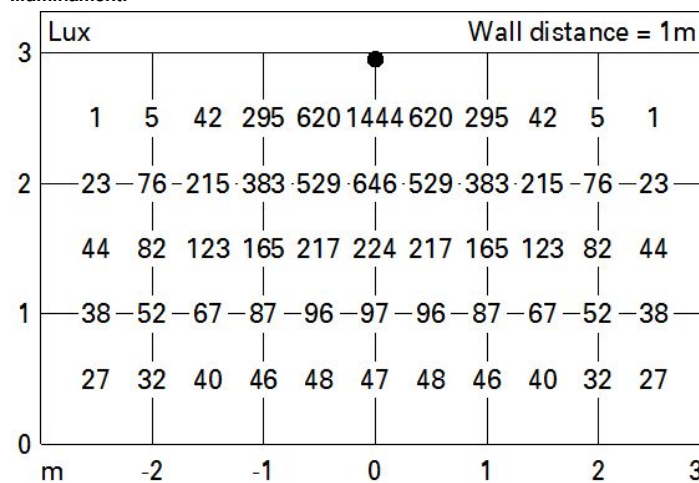 Lux Wall distance = 1m
3
1 5 42 295 620 1444 620 295 42 5 1
2 23 76 215 383 529 646 529 383 215 76 23
44 82 123 165 217 224 217 165 123 82 44
1 38 52 67 87 96 97 96 87 67 52 38
27 32 40 46 48 47 48 46 40 32 27
0
m -2 -1 0 1 2 3